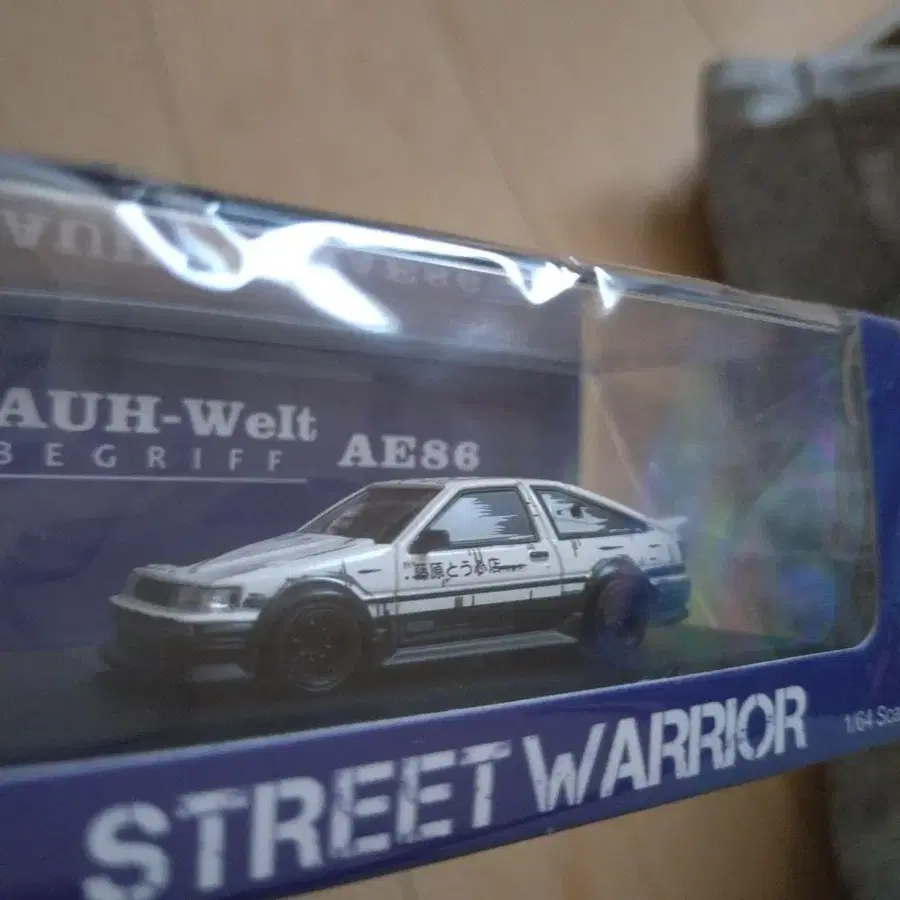 AUH-Welt
BEGRIFF
AE86
藤原とうふ店
STREET WARRIOR
1/64 Sca